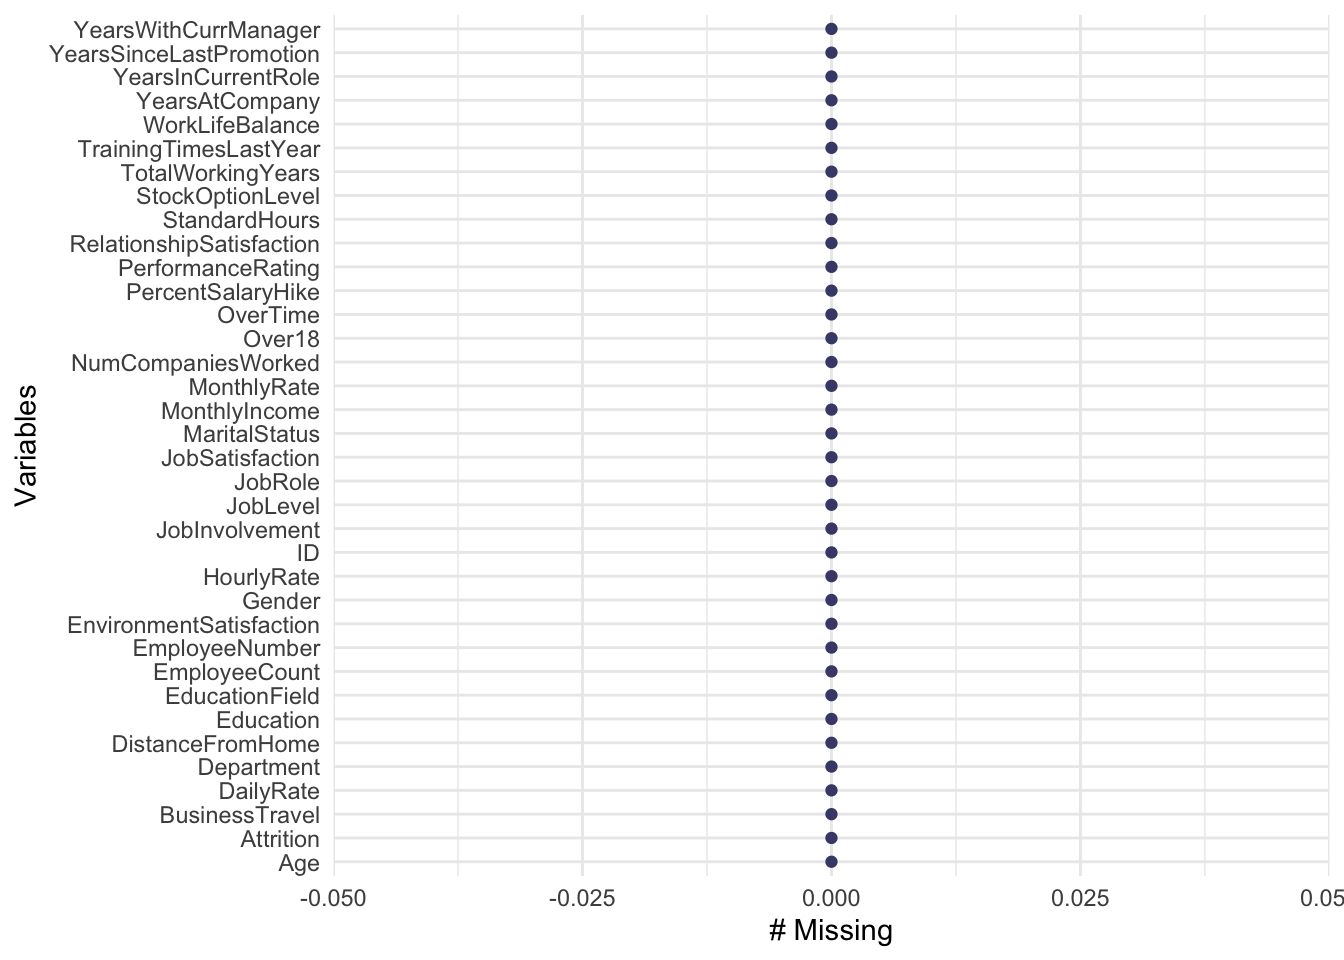 YearsWithCurrManager
YearsSinceLastPromotion
YearsInCurrentRole
YearsAtCompany
WorkLifeBalance
TrainingTimesLastYear
TotalWorkingYears
StockOptionLevel
StandardHours
RelationshipSatisfaction
PerformanceRating
PercentSalaryHike
OverTime
Over18
NumCompaniesWorked
MonthlyRate
MonthlyIncome
MaritalStatus
JobSatisfaction
JobRole
JobLevel
JobInvolvement
ID
HourlyRate
Gender
EnvironmentSatisfaction
EmployeeNumber
EmployeeCount
EducationField
Education
DistanceFromHome
Department
DailyRate
BusinessTravel
Attrition
Age
Variables
-0.050 -0.025 0.000 0.025 0.05
# Missing